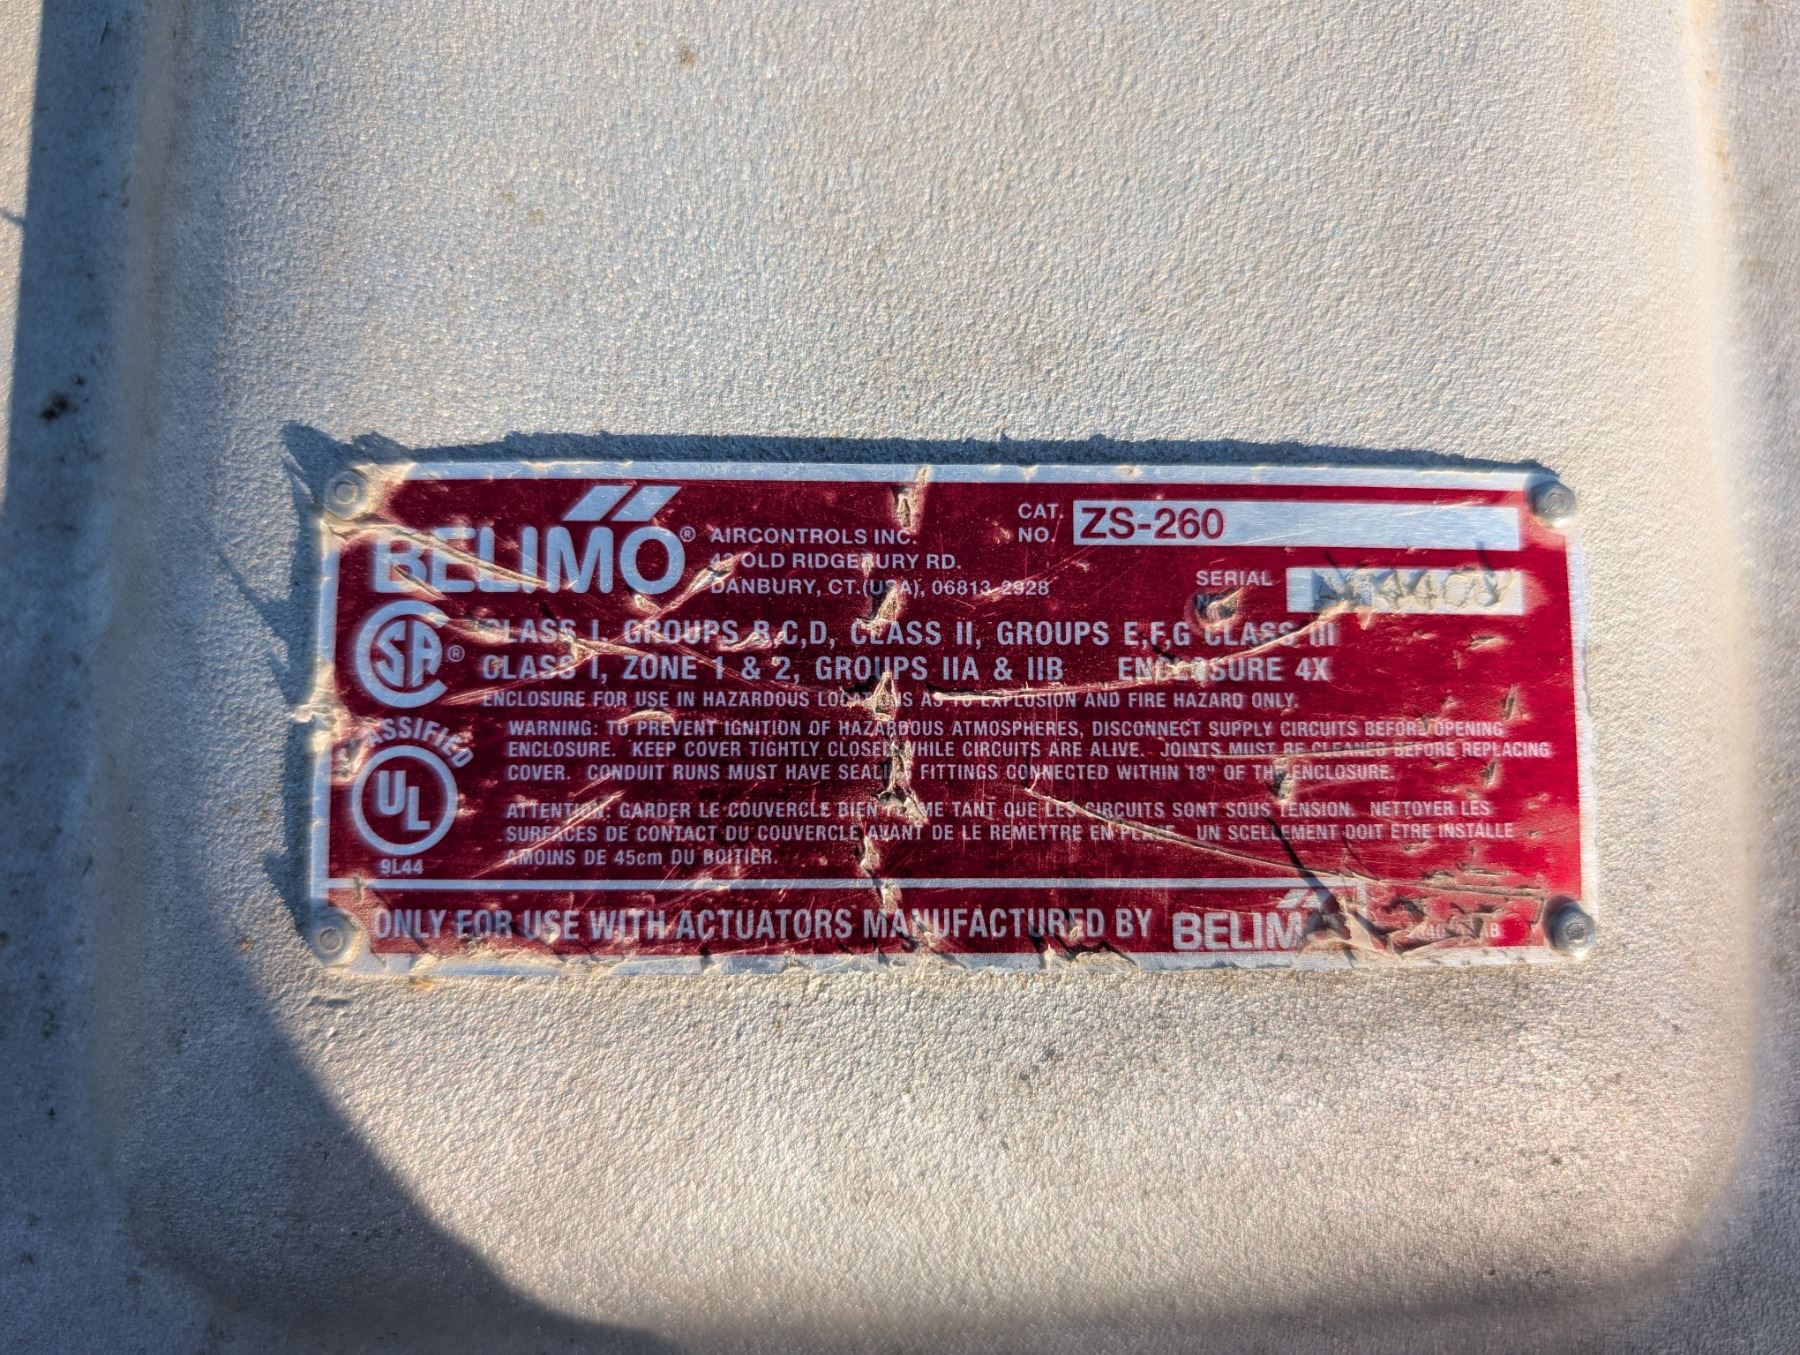 BELIMO® AIRCONTROLS INC.
OLD RIDGEBURY RD.
DANBURY, CT.(USA), 06813-2928
CAT. NO. ZS-260
SERIAL
CSA®
CLASS I, GROUPS B,C,D, CLASS II, GROUPS E,F,G CLASS III
CLASS I, ZONE 1 & 2, GROUPS IIA & IIB ENCLOSURE 4X
ENCLOSURE FOR USE IN HAZARDOUS LOCATIONS AS TO EXPLOSION AND FIRE HAZARD ONLY.
CLASSIFIED
UL
9L44
WARNING: TO PREVENT IGNITION OF HAZARDOUS ATMOSPHERES, DISCONNECT SUPPLY CIRCUITS BEFORE OPENING
ENCLOSURE. KEEP COVER TIGHTLY CLOSED WHILE CIRCUITS ARE ALIVE. JOINTS MUST BE CLEANED BEFORE REPLACING
COVER. CONDUIT RUNS MUST HAVE SEALING FITTINGS CONNECTED WITHIN 18" OF THE ENCLOSURE.
ATTENTION: GARDER LE COUVERCLE BIEN FERME TANT QUE LES CIRCUITS SONT SOUS TENSION. NETTOYER LES
SURFACES DE CONTACT DU COUVERCLE AVANT DE LE REMETTRE EN PLACE. UN SCELLEMENT DOIT ETRE INSTALLE
AMOINS DE 45cm DU BOITIER.
ONLY FOR USE WITH ACTUATORS MANUFACTURED BY BELIMO